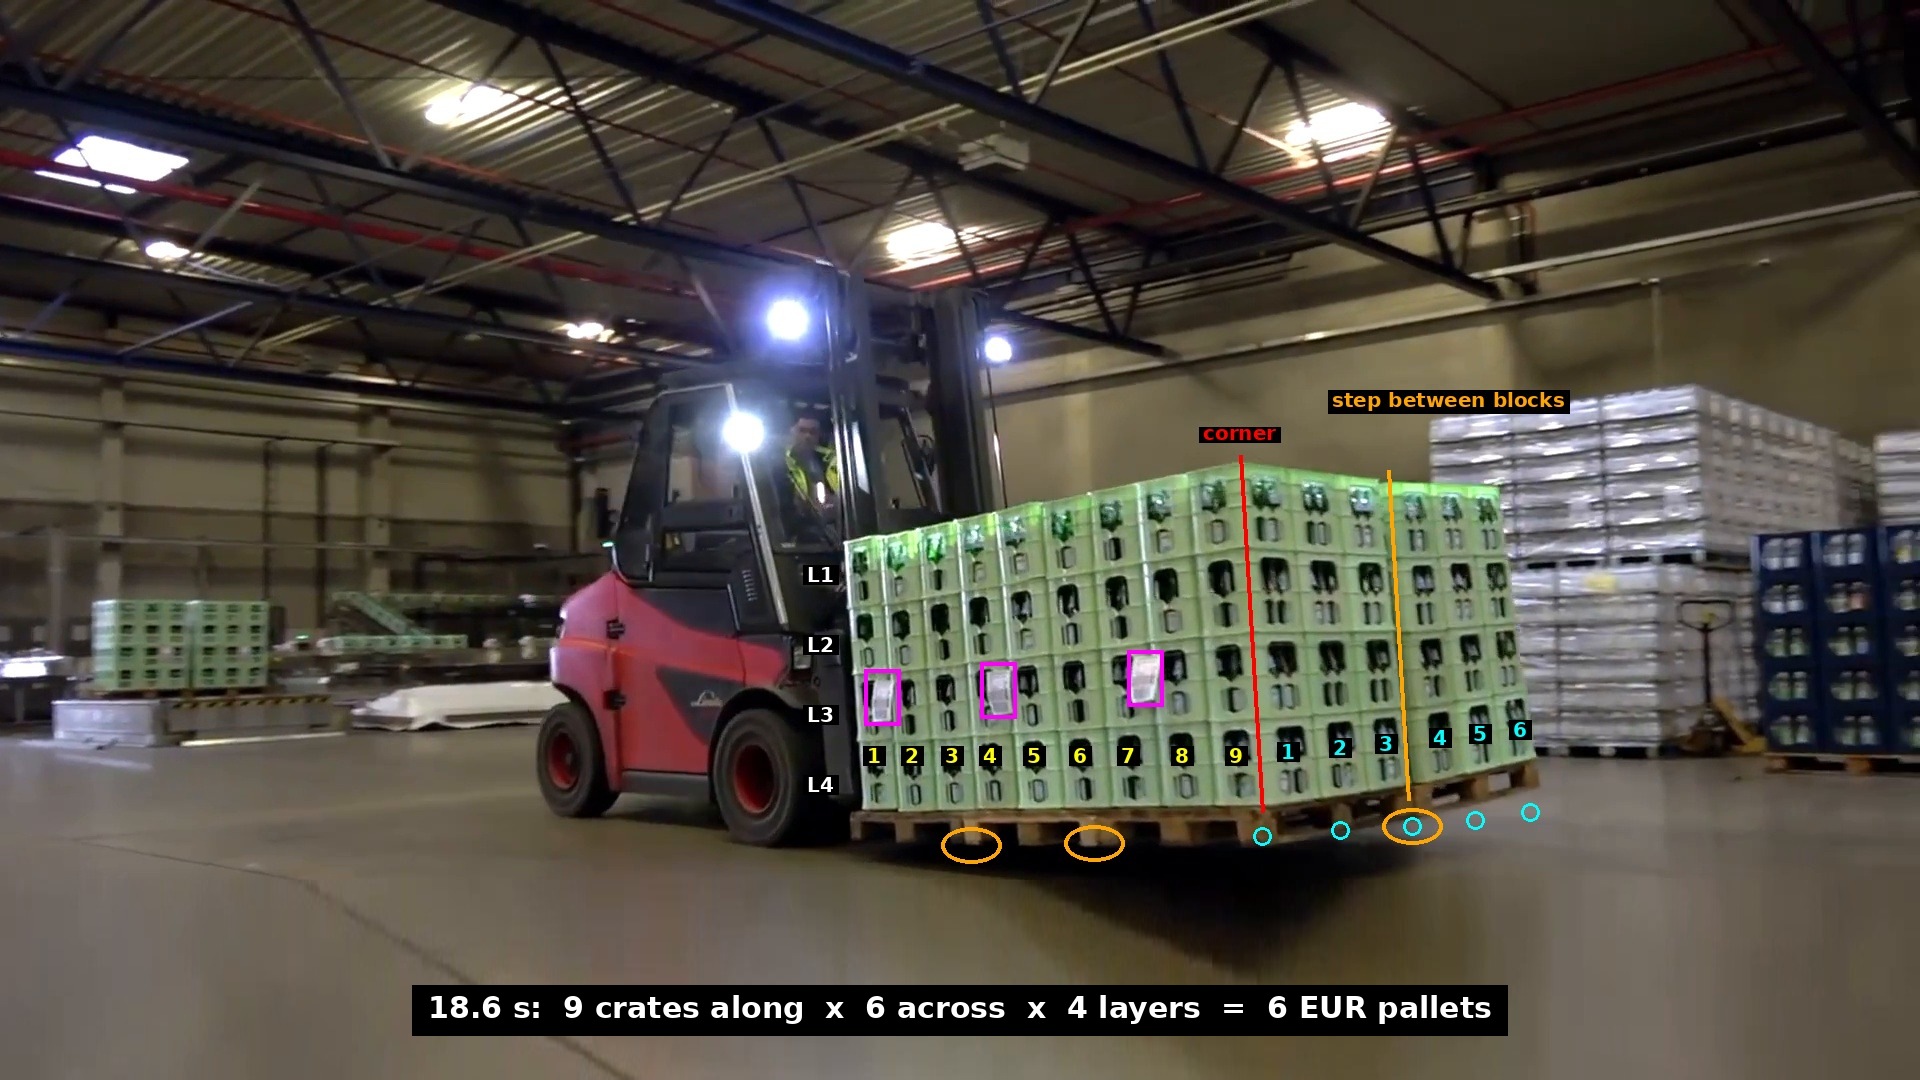 step between blocks
corner
L1
L2
L3
1 2 3 4 5 6 7 8 9 1 2 3 4 5 6
L4
18.6 s: 9 crates along x 6 across x 4 layers = 6 EUR pallets